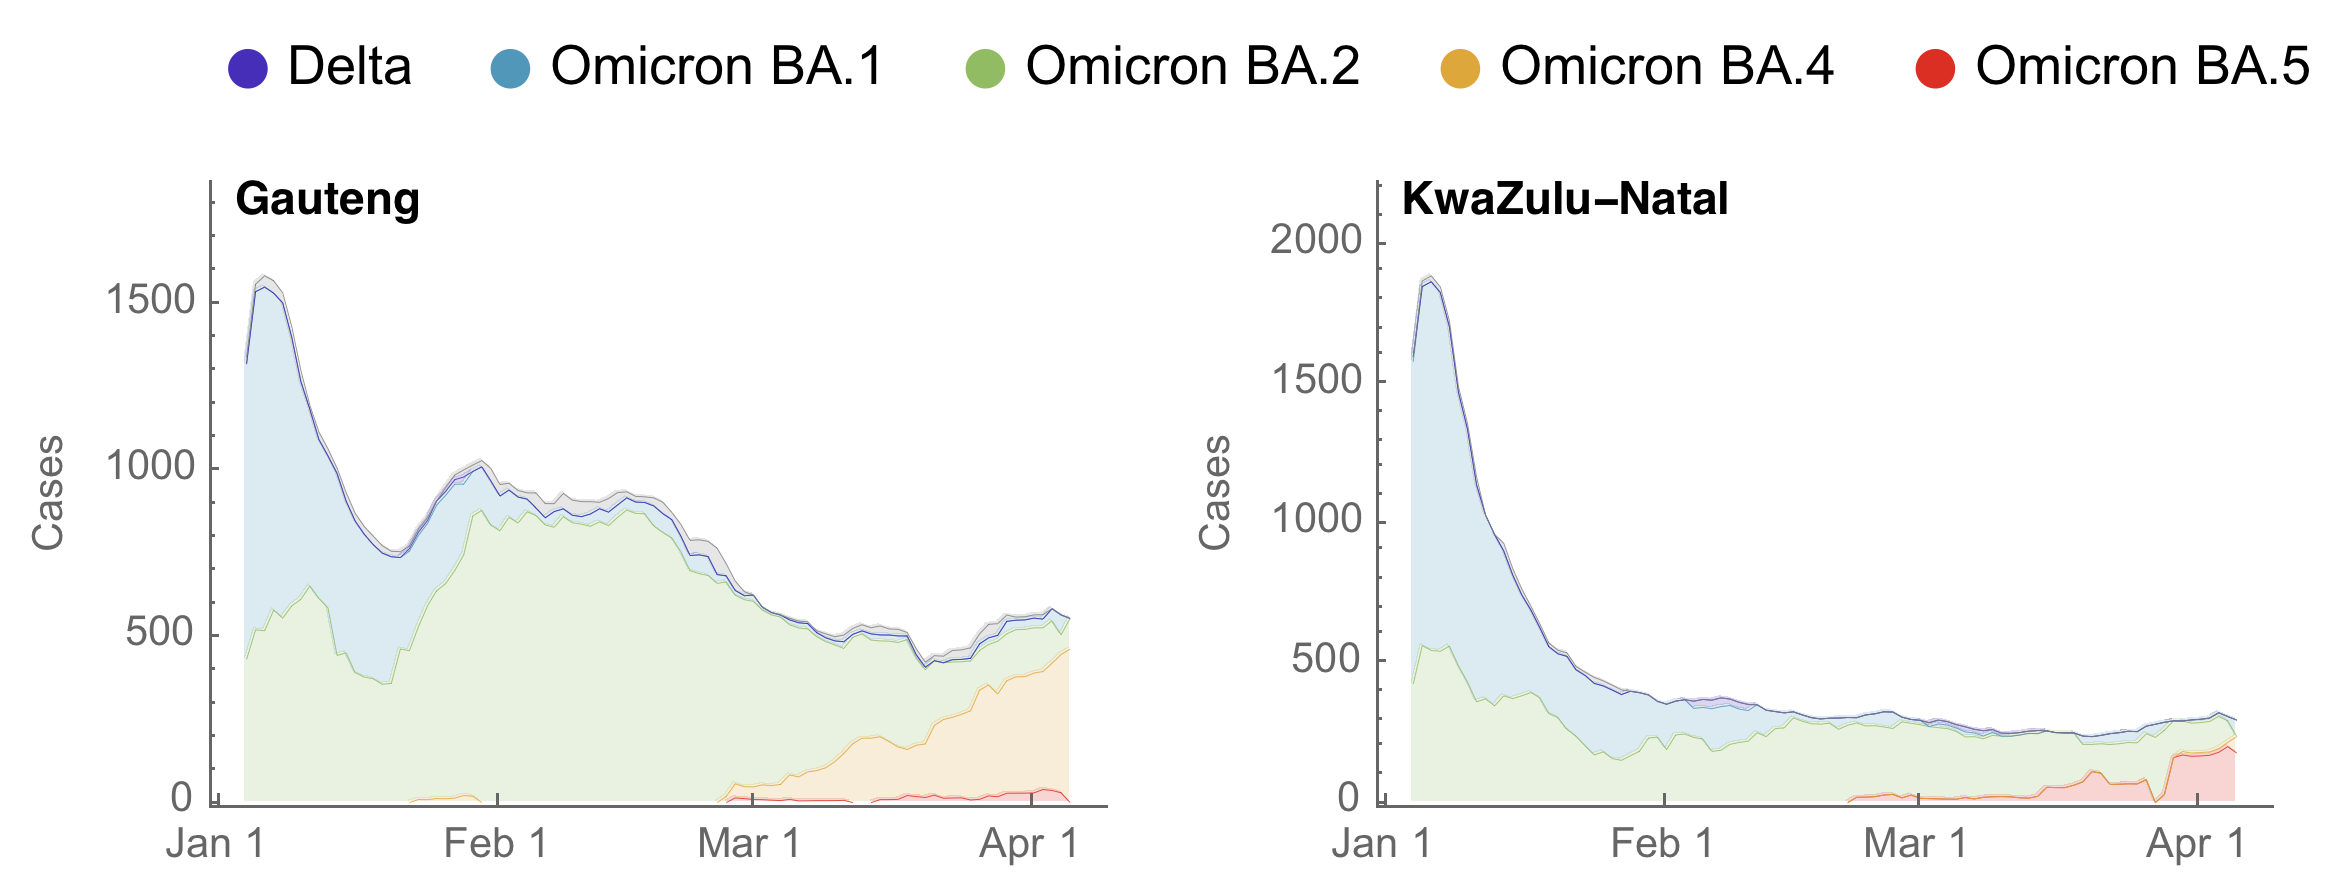 Delta
Omicron BA.1
Omicron BA.2
Omicron BA.4
Omicron BA.5
Gauteng
Cases
1500
1000
500
0
Jan 1
Feb 1
Mar 1
Apr 1
KwaZulu–Natal
Cases
2000
1500
1000
500
0
Jan 1
Feb 1
Mar 1
Apr 1